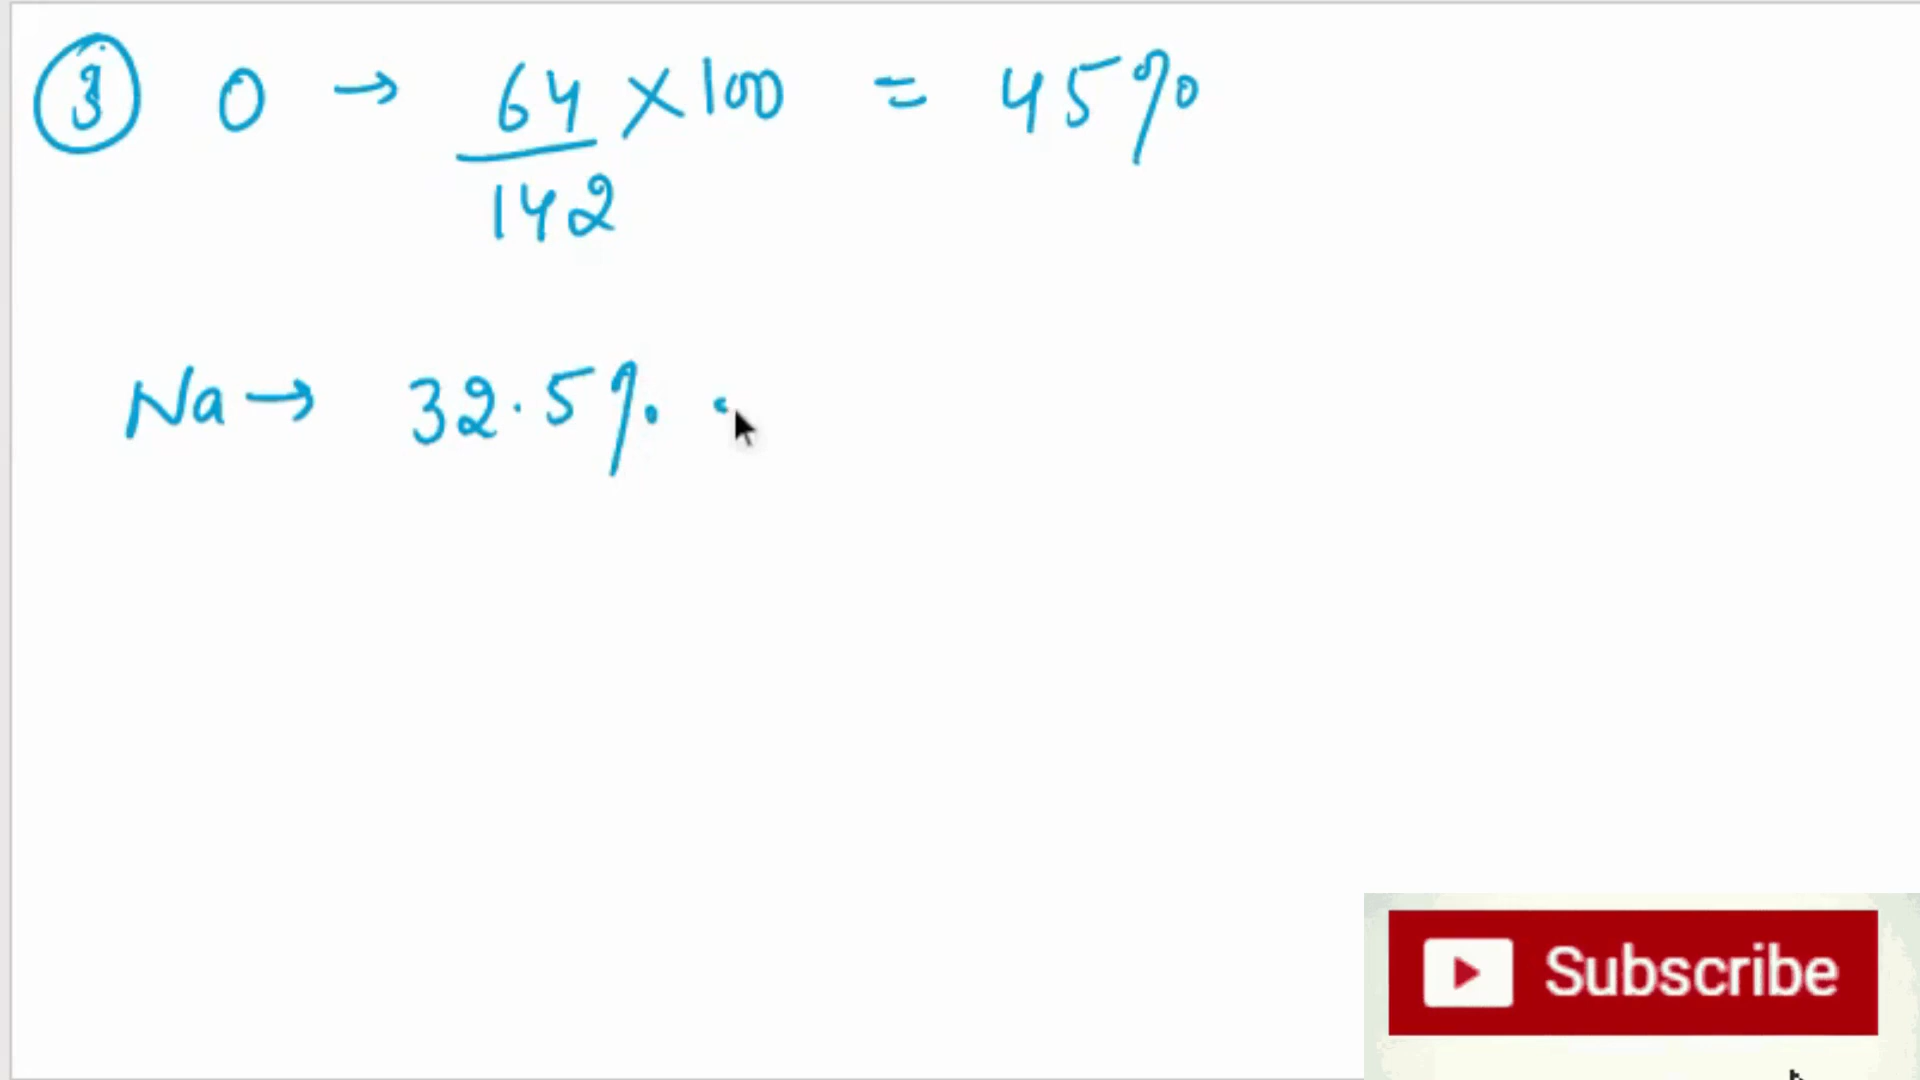 ③ O → 64/142 × 100 = 45%
Na → 32.5%.
Subscribe